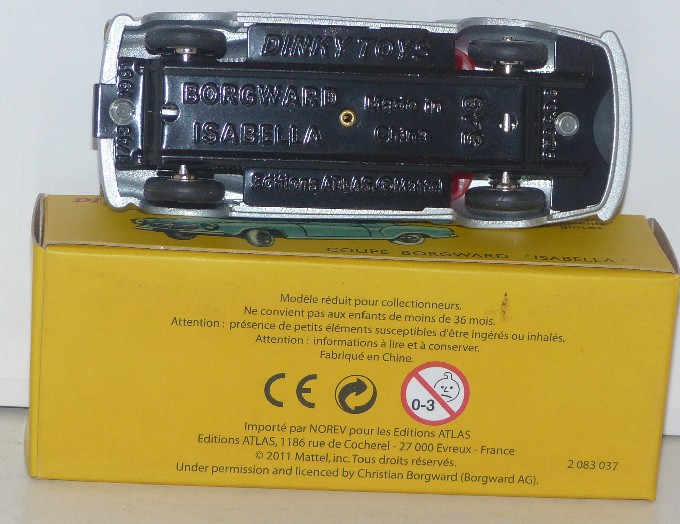 DINKY TOYS
BORGWARD
ISABELLA
Made in
China
549
1/43
Editions ATLAS/©Mattel
COUPÉ BORGWARD "ISABELLA"
Modèle réduit pour collectionneurs.
Ne convient pas aux enfants de moins de 36 mois.
Attention : présence de petits éléments susceptibles d'être ingérés ou inhalés.
Attention : informations à lire et à conserver.
Fabriqué en Chine.
CE
0-3
Importé par NOREV pour les Editions ATLAS
Editions ATLAS, 1186 rue de Cocherel - 27 000 Evreux - France
© 2011 Mattel, inc. Tous droits réservés.
Under permission and licenced by Christian Borgward (Borgward AG).
2 083 037